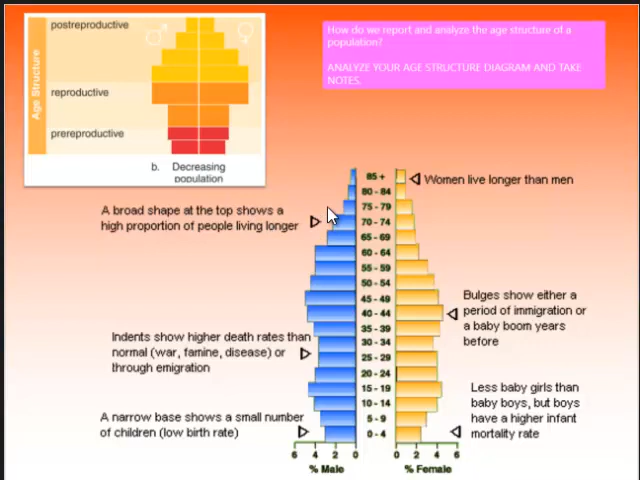 postreproductive
Age Structure
reproductive
prereproductive
b. Decreasing
population
How do we report and analyze the age structure of a
population?
ANALYZE YOUR AGE STRUCTURE DIAGRAM AND TAKE
NOTES.
85 +
Women live longer than men
80 - 84
A broad shape at the top shows a
high proportion of people living longer
75 - 79
70 - 74
65 - 69
60 - 64
55 - 59
50 - 54
45 - 49
40 - 44
Bulges show either a
period of immigration or
a baby boom years
before
35 - 39
Indents show higher death rates than
normal (war, famine, disease) or
through emigration
30 - 34
25 - 29
20 - 24
15 - 19
10 - 14
Less baby girls than
baby boys, but boys
have a higher infant
mortality rate
A narrow base shows a small number
of children (low birth rate)
5 - 9
0 - 4
6 4 2 0 0 2 4 6
% Male % Female